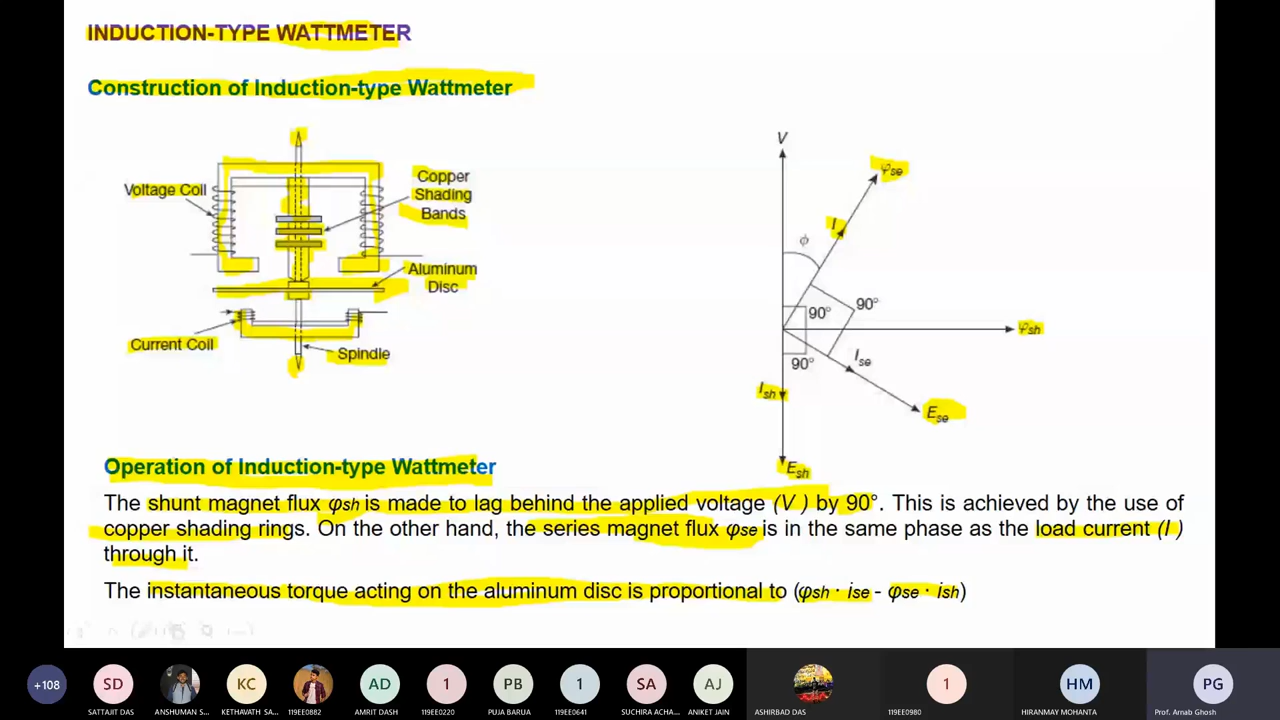 INDUCTION-TYPE WATTMETER
Construction of Induction-type Wattmeter
Voltage Coil
Copper
Shading
Bands
Aluminum
Disc
Current Coil
Spindle
V
φse
I
ϕ
90°
90°
φsh
90°
Ise
Ish
Ese
Esh
Operation of Induction-type Wattmeter
The shunt magnet flux φsh is made to lag behind the applied voltage (V ) by 90°. This is achieved by the use of
copper shading rings. On the other hand, the series magnet flux φse is in the same phase as the load current (I )
through it.
The instantaneous torque acting on the aluminum disc is proportional to (φsh · ise - φse · ish)
+108
SD
KC
AD
1
PB
1
SA
AJ
1
HM
PG
SATTAJIT DAS
ANSHUMAN S...
KETHAVATH SA...
119EE0882
AMRIT DASH
119EE0220
PUJA BARUA
119EE0641
SUCHIRA ACHA...
ANIKET JAIN
ASHIRBAD DAS
119EE0980
HIRANMAY MOHANTA
Prof. Arnab Ghosh